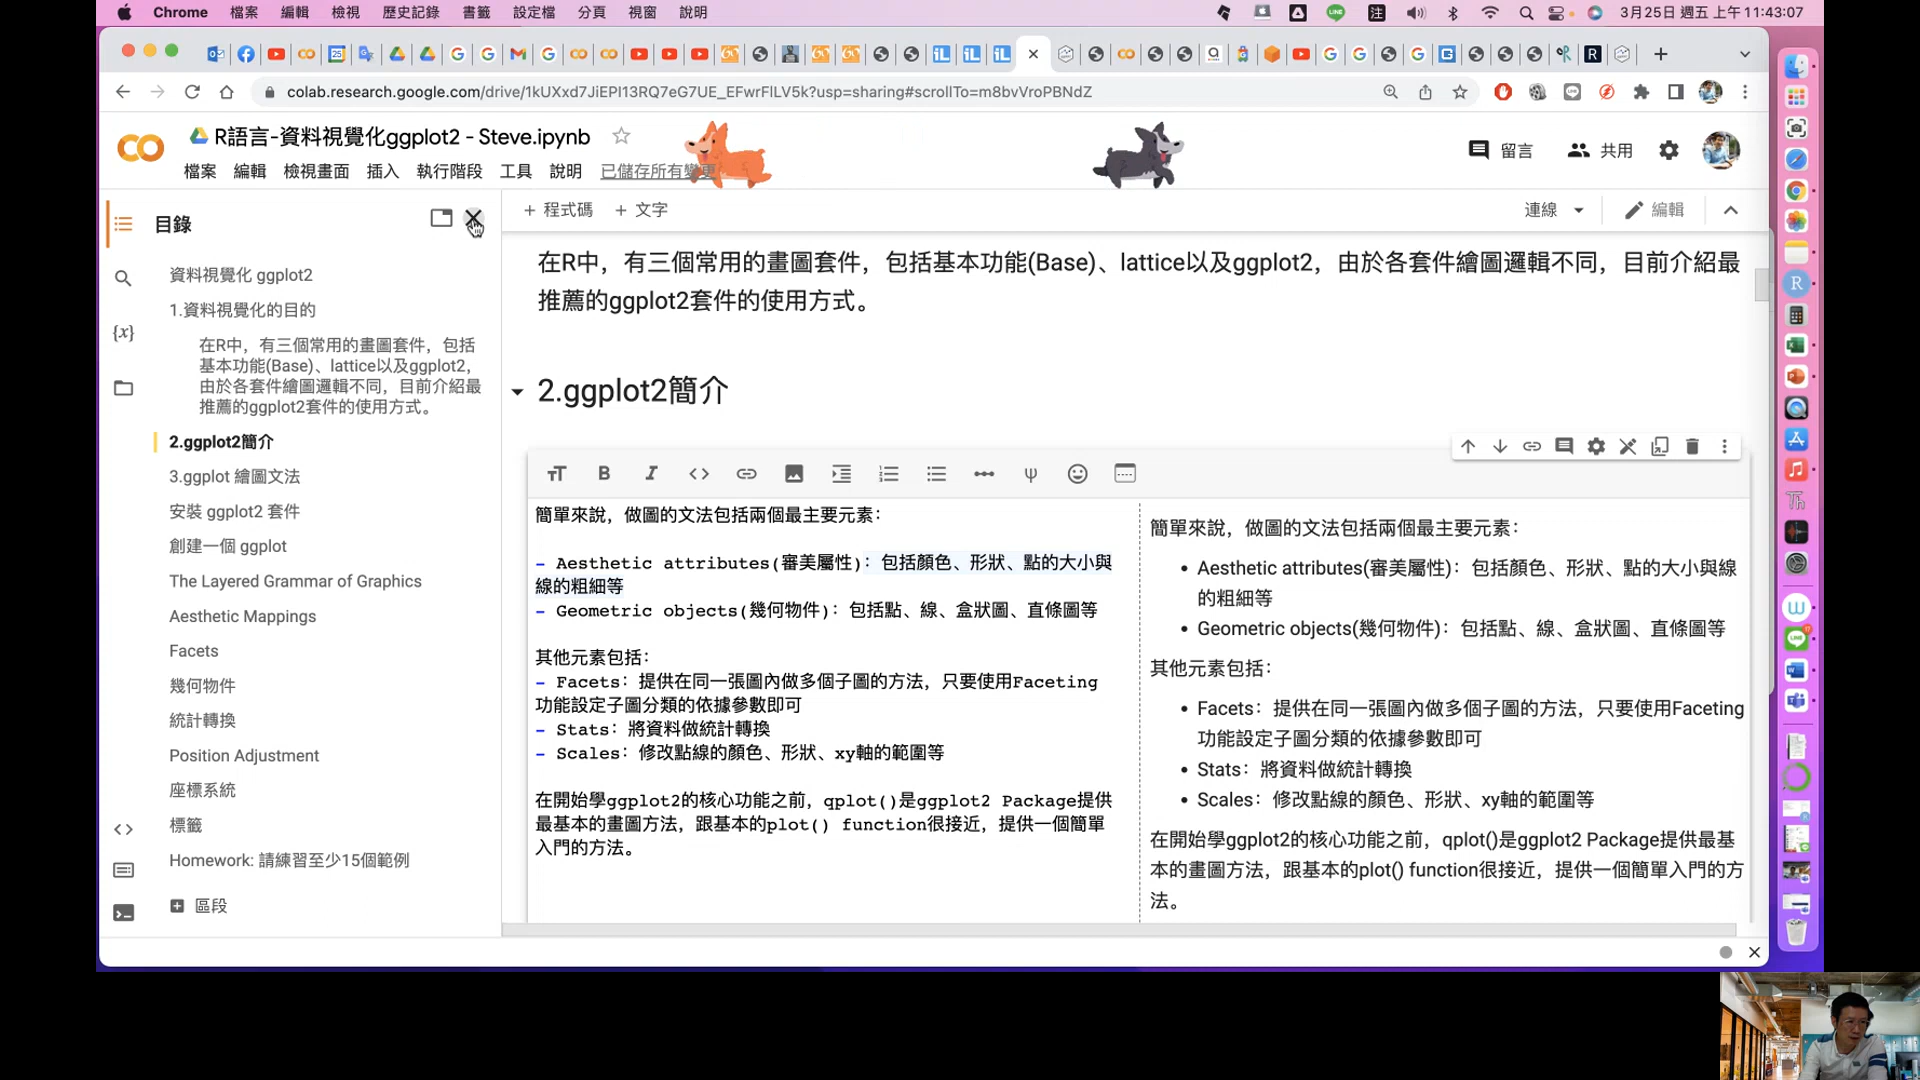 Chrome 檔案 編輯 檢視 歷史記錄 書籤 設定檔 分頁 視窗 說明 3月25日 週五 上午11:43:07
colab.research.google.com/drive/1kUXxd7JiEPI13RQ7eG7UE_EFwrFlLV5k?usp=sharing#scrollTo=m8bvVroPBNdZ
R語言-資料視覺化ggplot2 - Steve.ipynb
留言 共用
檔案 編輯 檢視畫面 插入 執行階段 工具 說明 已儲存所有變更
目錄
+ 程式碼 + 文字 連線 編輯
資料視覺化 ggplot2
1.資料視覺化的目的
在R中，有三個常用的畫圖套件，包括
基本功能(Base)、lattice以及ggplot2，
由於各套件繪圖邏輯不同，目前介紹最
推薦的ggplot2套件的使用方式。
2.ggplot2簡介
3.ggplot 繪圖文法
安裝 ggplot2 套件
創建一個 ggplot
The Layered Grammar of Graphics
Aesthetic Mappings
Facets
幾何物件
統計轉換
Position Adjustment
座標系統
標籤
Homework: 請練習至少15個範例
區段
在R中，有三個常用的畫圖套件，包括基本功能(Base)、lattice以及ggplot2，由於各套件繪圖邏輯不同，目前介紹最
推薦的ggplot2套件的使用方式。
2.ggplot2簡介
簡單來說，做圖的文法包括兩個最主要元素：
- Aesthetic attributes(審美屬性)：包括顏色、形狀、點的大小與
線的粗細等
- Geometric objects(幾何物件)：包括點、線、盒狀圖、直條圖等
其他元素包括：
- Facets：提供在同一張圖內做多個子圖的方法，只要使用Faceting
功能設定子圖分類的依據參數即可
- Stats：將資料做統計轉換
- Scales：修改點線的顏色、形狀、xy軸的範圍等
在開始學ggplot2的核心功能之前，qplot()是ggplot2 Package提供
最基本的畫圖方法，跟基本的plot() function很接近，提供一個簡單
入門的方法。
簡單來說，做圖的文法包括兩個最主要元素：
• Aesthetic attributes(審美屬性)：包括顏色、形狀、點的大小與線
的粗細等
• Geometric objects(幾何物件)：包括點、線、盒狀圖、直條圖等
其他元素包括：
• Facets：提供在同一張圖內做多個子圖的方法，只要使用Faceting
功能設定子圖分類的依據參數即可
• Stats：將資料做統計轉換
• Scales：修改點線的顏色、形狀、xy軸的範圍等
在開始學ggplot2的核心功能之前，qplot()是ggplot2 Package提供最基
本的畫圖方法，跟基本的plot() function很接近，提供一個簡單入門的方
法。